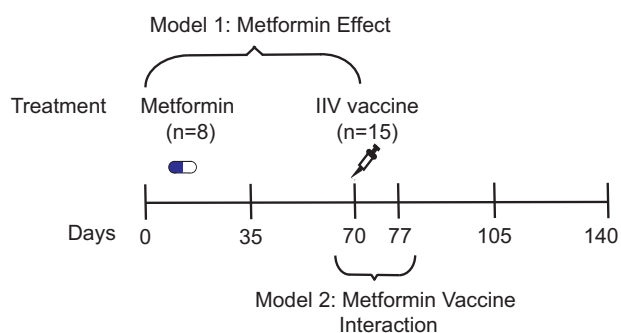 Model 1: Metformin Effect
Treatment Metformin IIV vaccine
(n=8) (n=15)
Days 0 35 70 77 105 140
Model 2: Metformin Vaccine
Interaction